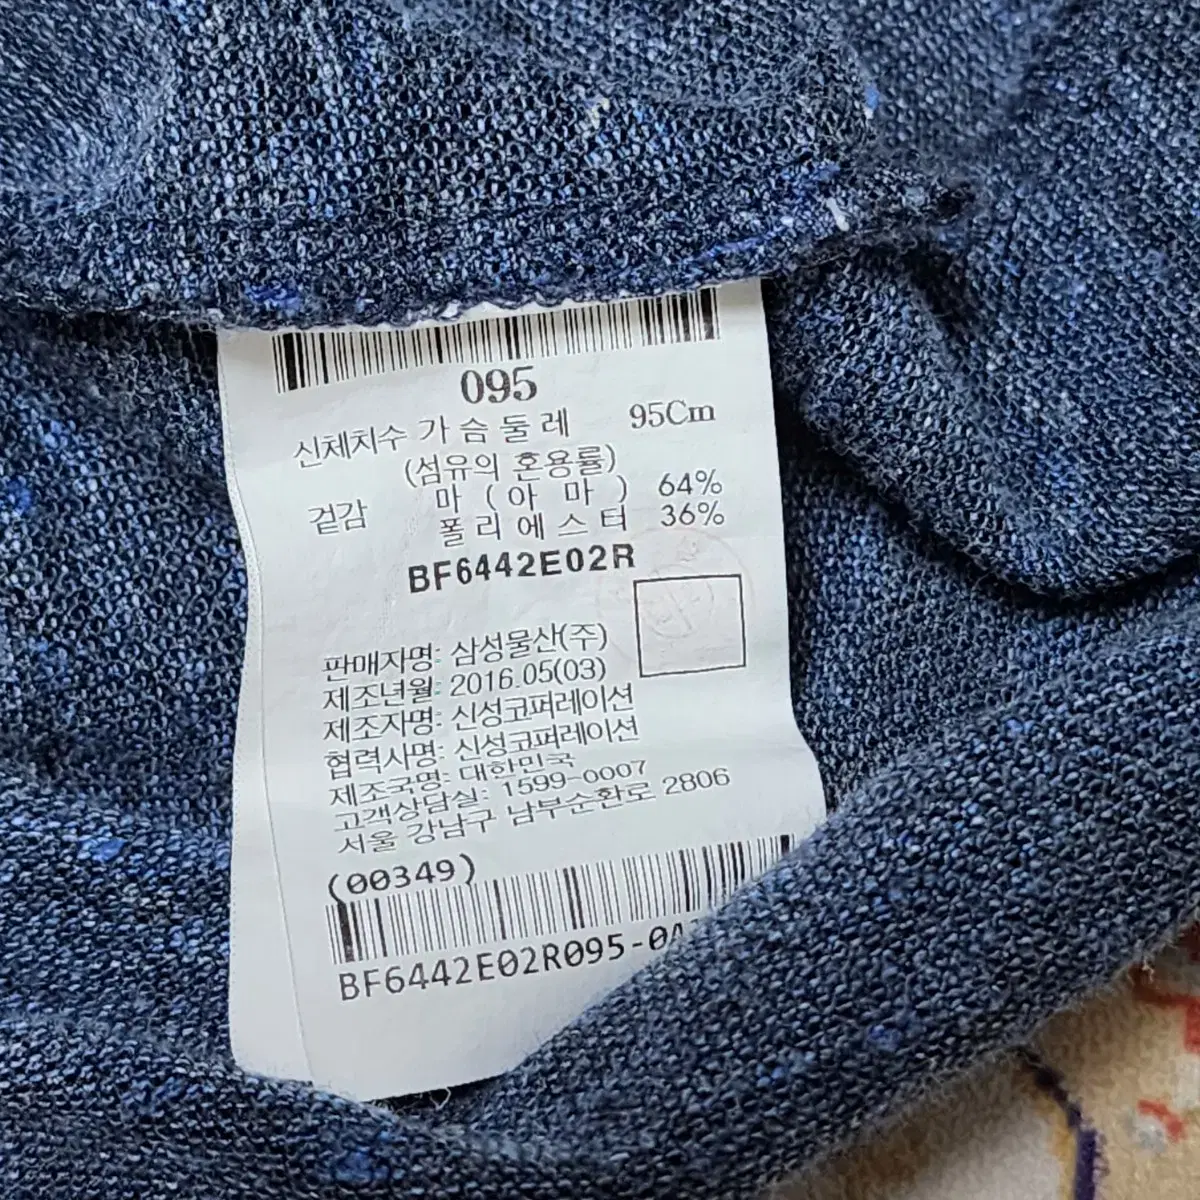 095
신체치수 가슴둘레 95Cm
(섬유의 혼용률)
겉감 마 (아 마 ) 64%
폴리에스터 36%
BF6442E02R
판매자명: 삼성물산(주)
제조년월: 2016.05(03)
제조자명: 신성코퍼레이션
협력사명: 신성코퍼레이션
제조국명: 대한민국
고객상담실: 1599-0007
서울 강남구 남부순환로 2806
(00349)
BF6442E02R095-0